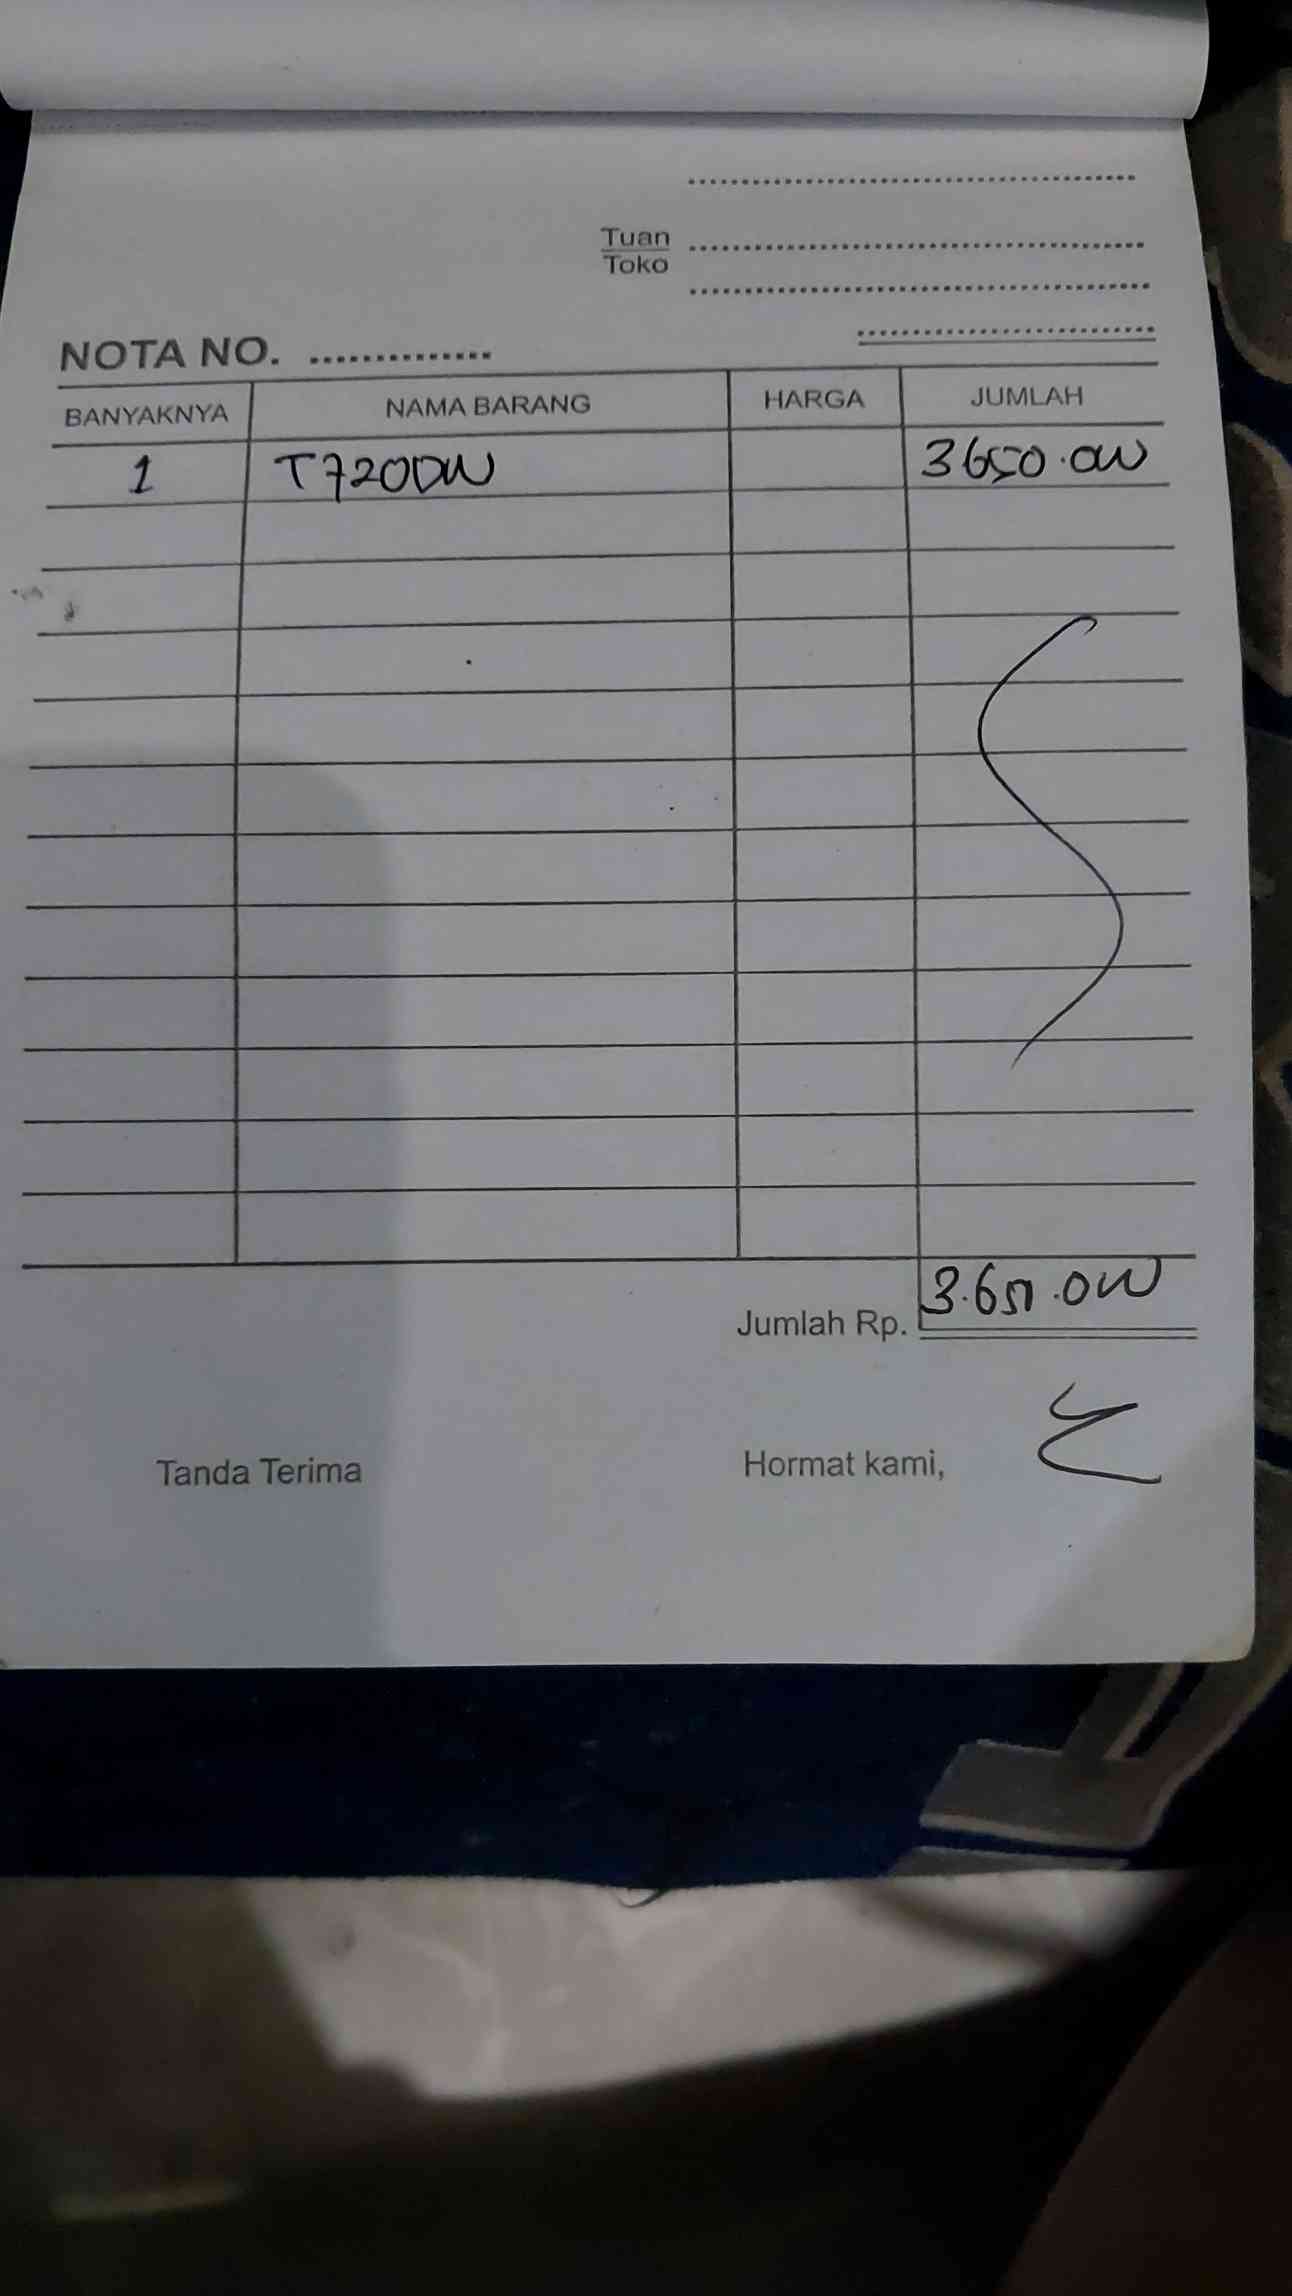 Tuan
Toko
NOTA NO. ..............
BANYAKNYA NAMA BARANG HARGA JUMLAH
1 T720DW 3650.000
Jumlah Rp. 3.650.000
Tanda Terima Hormat kami,